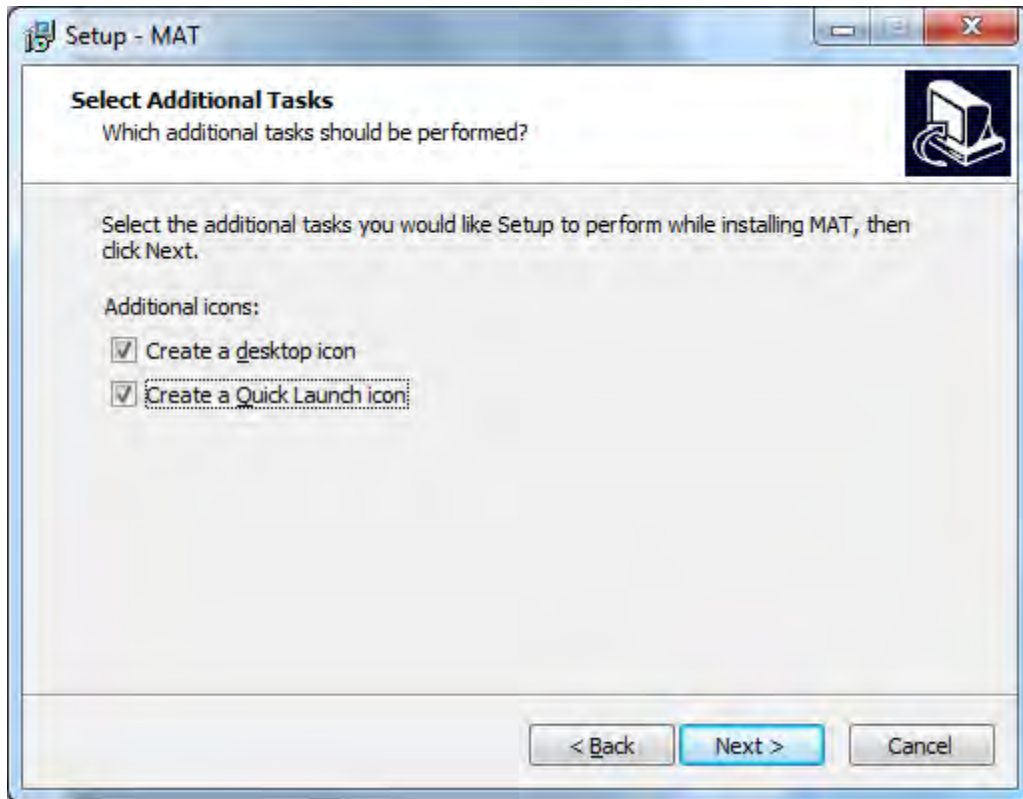 Setup - MAT
Select Additional Tasks
Which additional tasks should be performed?
Select the additional tasks you would like Setup to perform while installing MAT, then
click Next.
Additional icons:
Create a desktop icon
Create a Quick Launch icon
< Back Next > Cancel